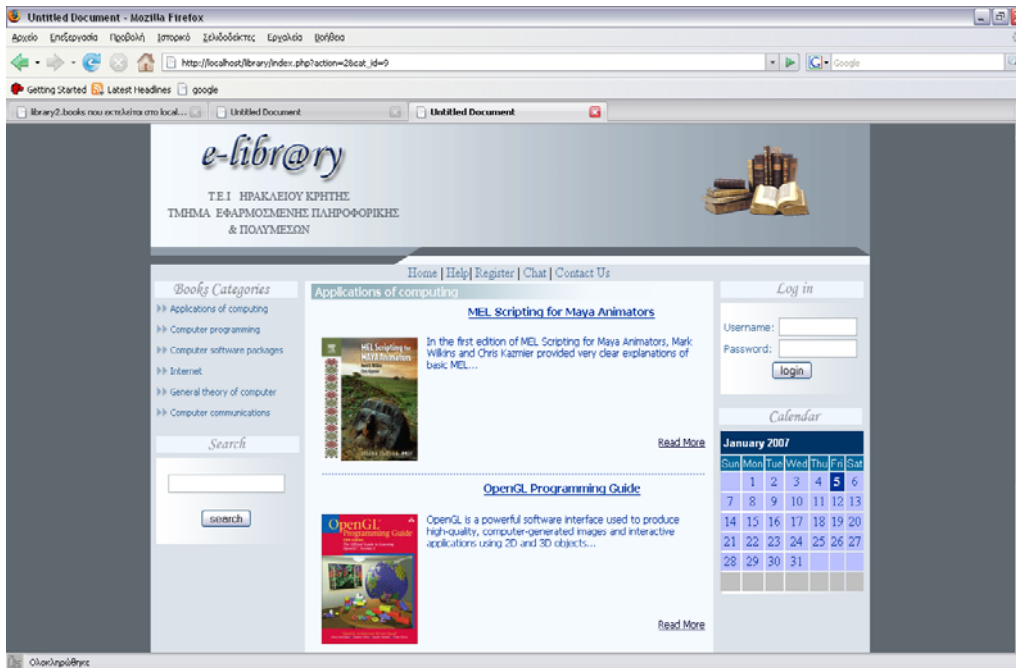 Untitled Document - Mozilla Firefox
Αρχείο Επεξεργασία Προβολή Ιστορικό Σελιδοδείκτες Εργαλεία Βοήθεια
http://localhost/library/index.php?action=2&cat_id=9
Google
Getting Started Latest Headlines google
library2.books που εκτελείται στο local...
Untitled Document
Untitled Document
e-libr@ry
Τ.Ε.Ι ΗΡΑΚΛΕΙΟΥ ΚΡΗΤΗΣ
ΤΜΗΜΑ ΕΦΑΡΜΟΣΜΕΝΗΣ ΠΛΗΡΟΦΟΡΙΚΗΣ
& ΠΟΛΥΜΕΣΩΝ
Home | Help| Register | Chat | Contact Us
Books Categories
Applications of computing
Computer programming
Computer software packages
Internet
General theory of computer
Computer communications
Search
search
Applications of computing
MEL Scripting for Maya Animators
MEL Scripting for
MAYA Animators
In the first edition of MEL Scripting for Maya Animators, Mark
Wilkins and Chris Kazmier provided very clear explanations of
basic MEL...
Read More
OpenGL Programming Guide
OpenGL
Programming Guide
OpenGL is a powerful software interface used to produce
high-quality, computer-generated images and interactive
applications using 2D and 3D objects...
Read More
Log in
Username:
Password:
login
Calendar
January 2007
Sun Mon Tue Wed Thu Fri Sat
1 2 3 4 5 6
7 8 9 10 11 12 13
14 15 16 17 18 19 20
21 22 23 24 25 26 27
28 29 30 31
Ολοκληρώθηκε